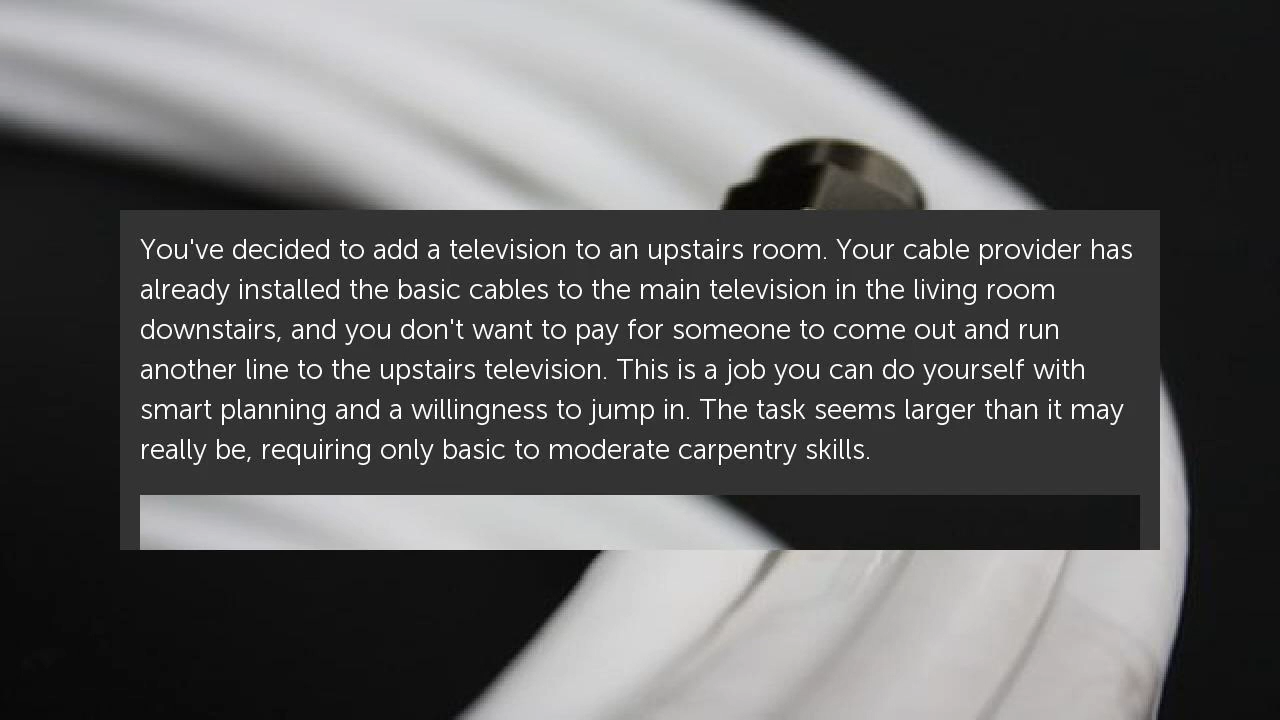 You've decided to add a television to an upstairs room. Your cable provider has
already installed the basic cables to the main television in the living room
downstairs, and you don't want to pay for someone to come out and run
another line to the upstairs television. This is a job you can do yourself with
smart planning and a willingness to jump in. The task seems larger than it may
really be, requiring only basic to moderate carpentry skills.